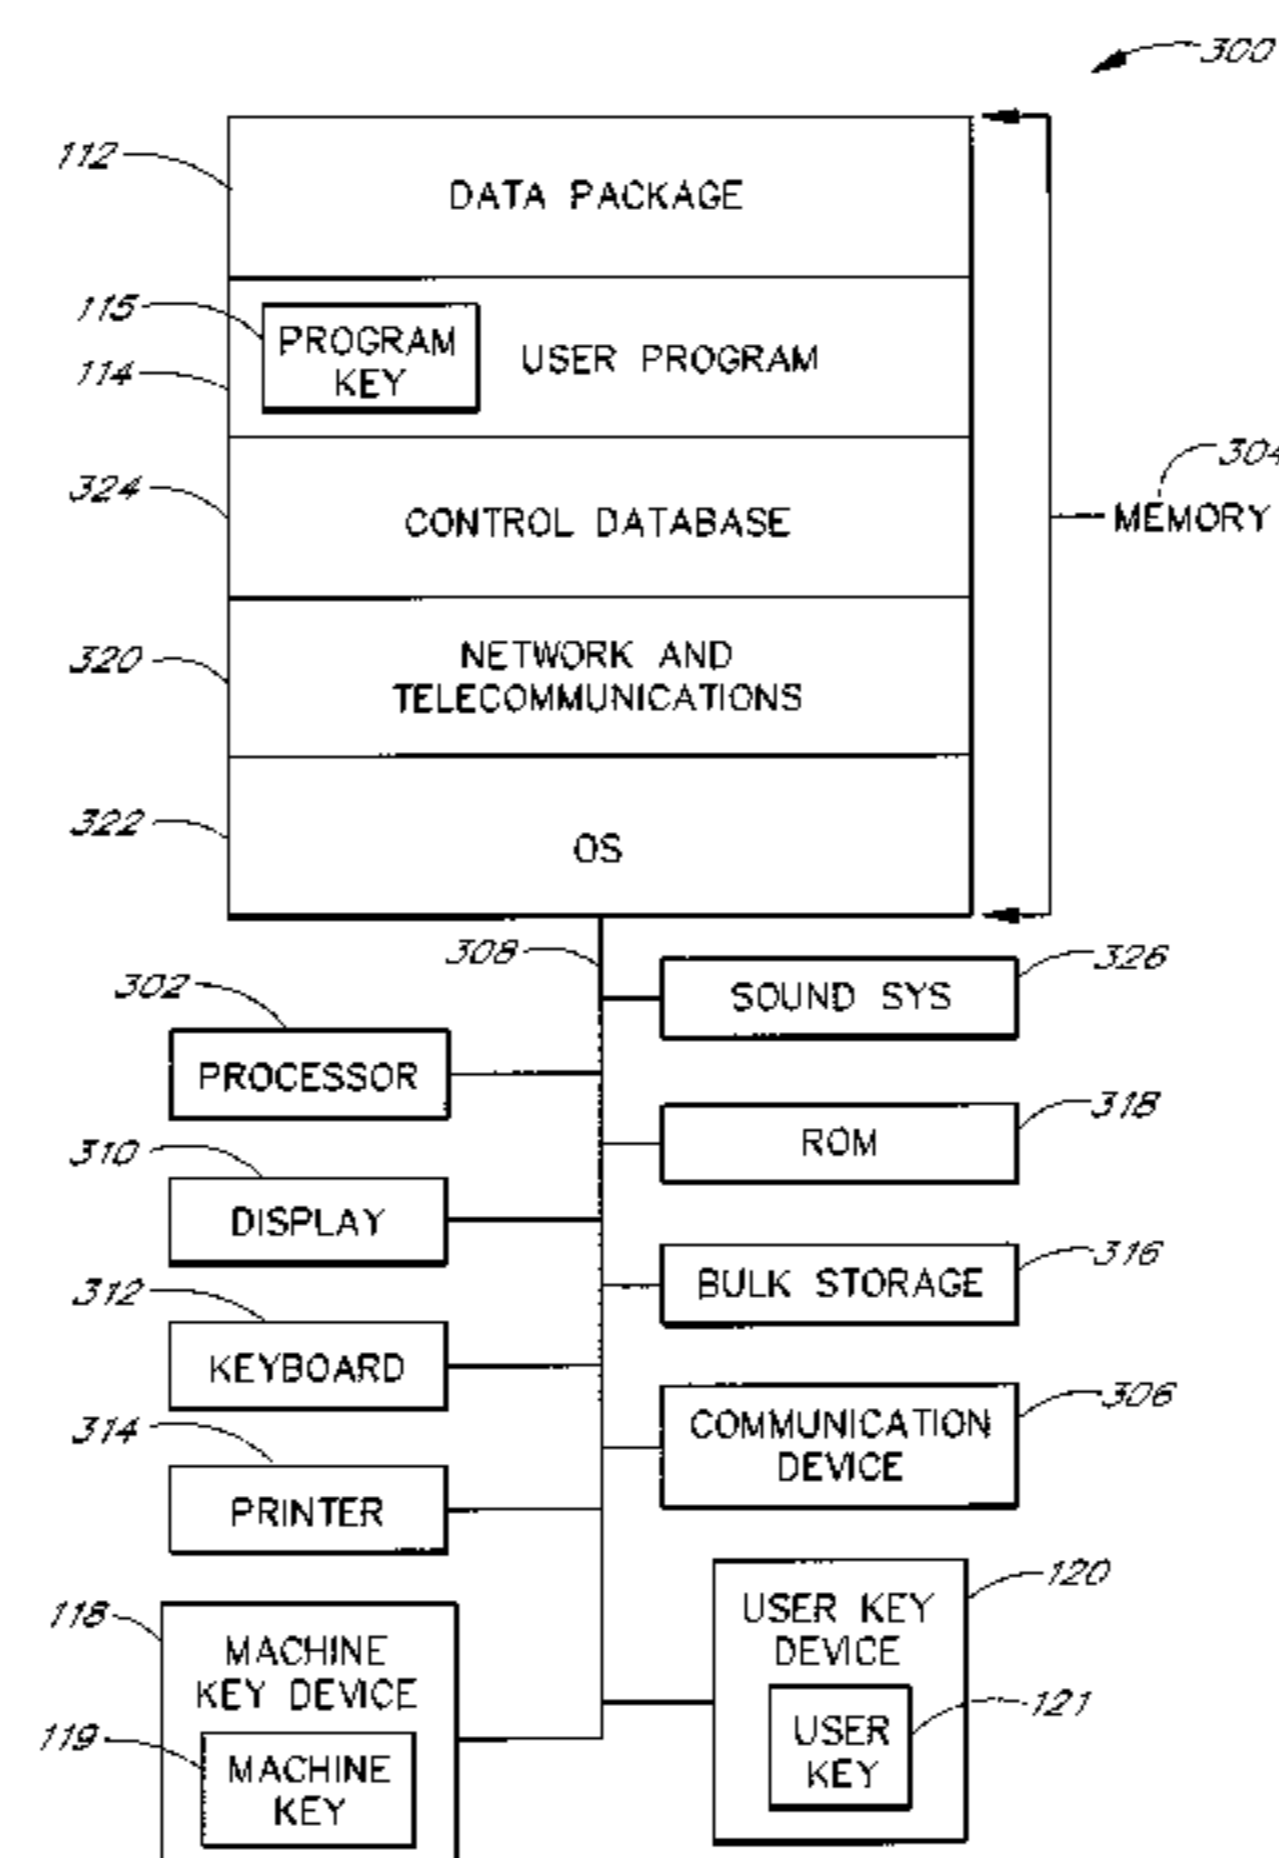 300
112
DATA PACKAGE
115
PROGRAM
KEY
114
USER PROGRAM
304
MEMORY
324
CONTROL DATABASE
320
NETWORK AND
TELECOMMUNICATIONS
322
OS
308
326
SOUND SYS
302
PROCESSOR
318
ROM
310
DISPLAY
316
BULK STORAGE
312
KEYBOARD
306
COMMUNICATION
DEVICE
314
PRINTER
120
USER KEY
DEVICE
121
USER
KEY
118
MACHINE
KEY DEVICE
119
MACHINE
KEY